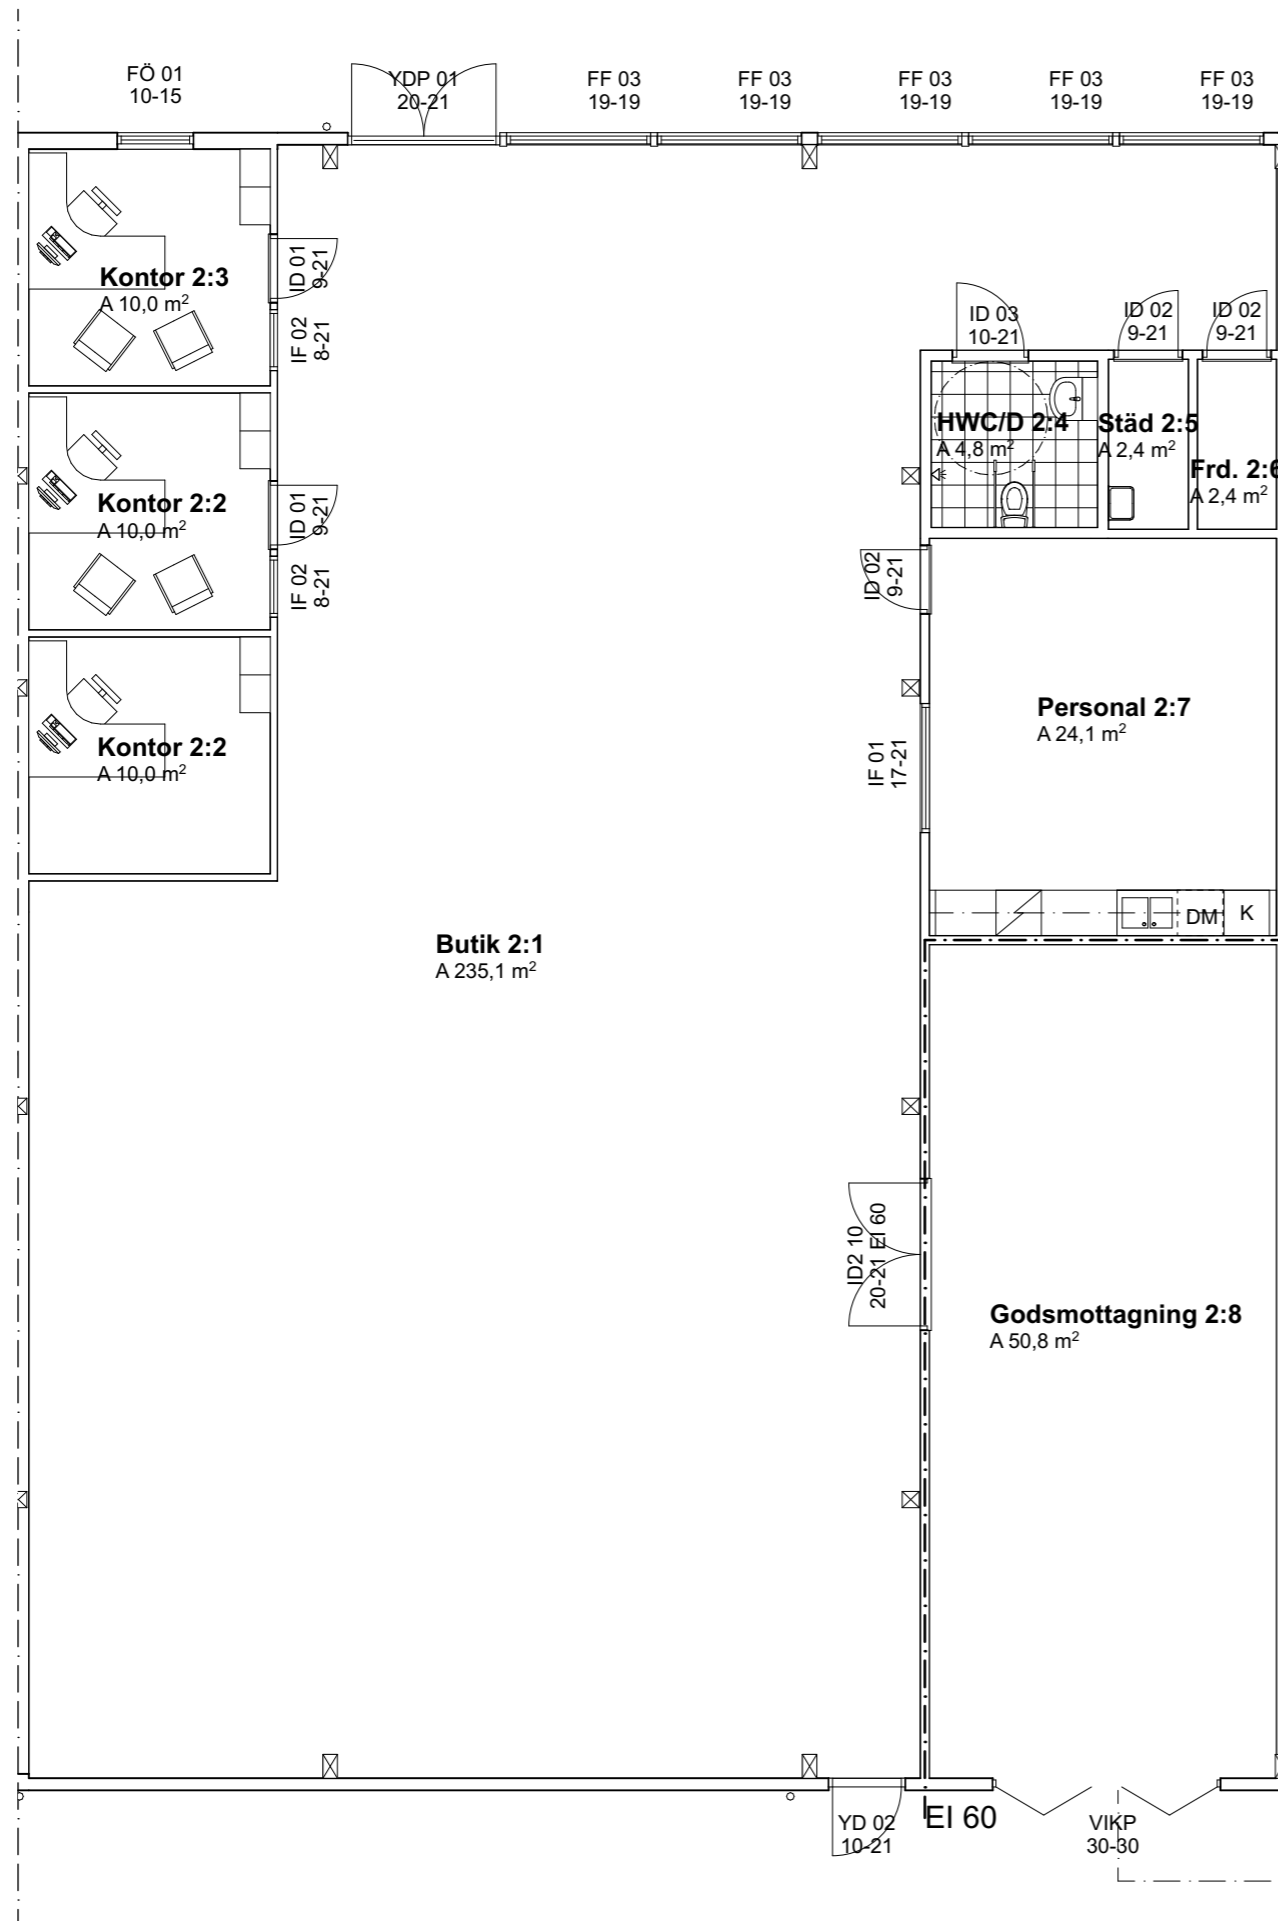 FÖ 01
10-15
YDP 01
20-21
FF 03
19-19
FF 03
19-19
FF 03
19-19
FF 03
19-19
FF 03
19-19
Kontor 2:3
A 10,0 m²
ID 01
9-21
IF 02
8-21
ID 03
10-21
ID 02
9-21
ID 02
9-21
HWC/D 2:4
A 4,8 m²
Städ 2:5
A 2,4 m²
Frd. 2:6
A 2,4 m²
Kontor 2:2
A 10,0 m²
ID 01
9-21
IF 02
8-21
ID 02
9-21
Personal 2:7
A 24,1 m²
IF 01
17-21
Kontor 2:2
A 10,0 m²
DM
K
Butik 2:1
A 235,1 m²
ID2 10
20-21 EI 60
Godsmottagning 2:8
A 50,8 m²
YD 02
10-21
EI 60
VIKP
30-30